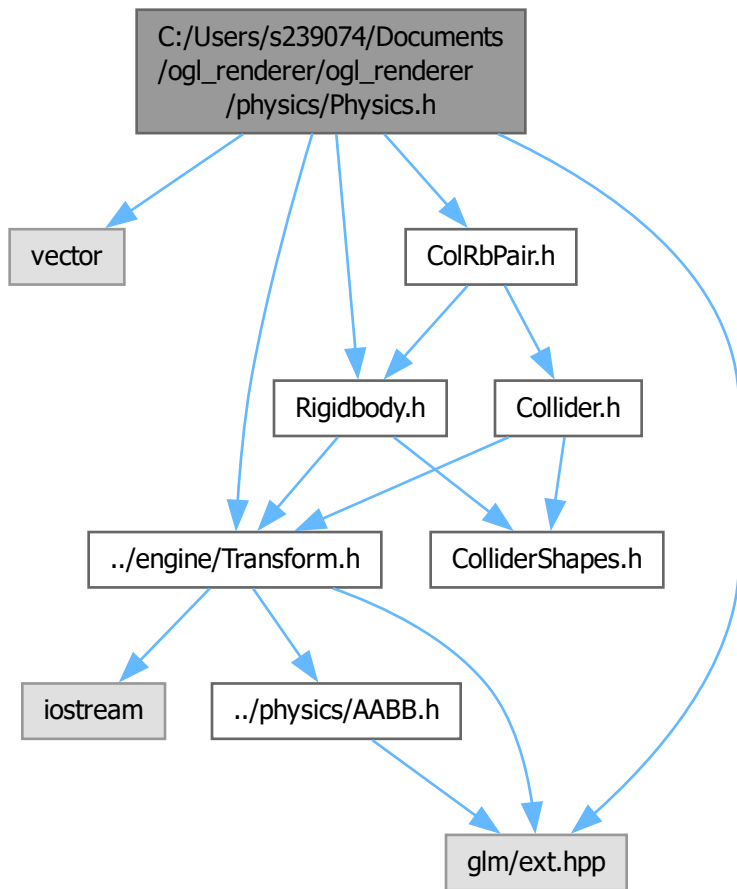 C:/Users/s239074/Documents
/ogl_renderer/ogl_renderer
/physics/Physics.h
vector
ColRbPair.h
Rigidbody.h
Collider.h
../engine/Transform.h
ColliderShapes.h
iostream
../physics/AABB.h
glm/ext.hpp